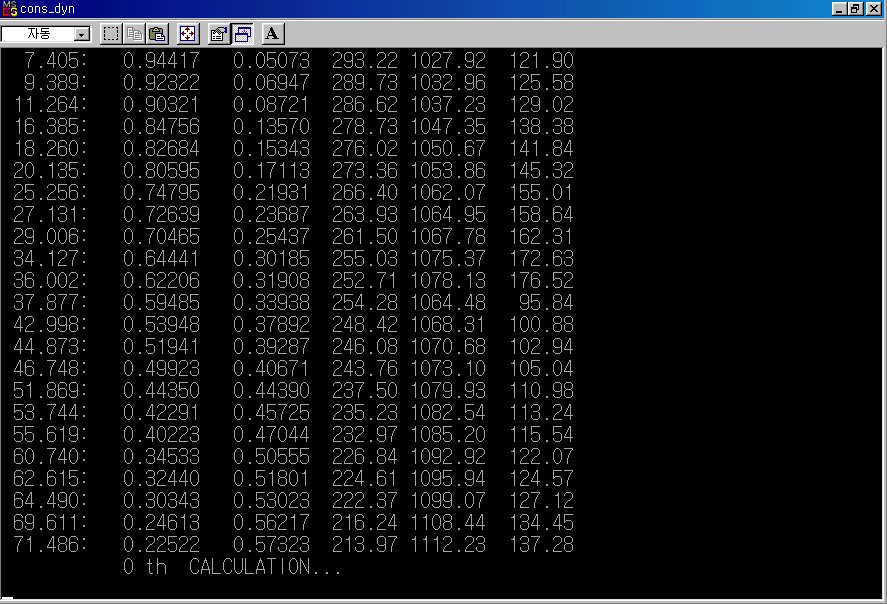 cons_dyn
자동 A
7.405: 0.94417 0.05073 293.22 1027.92 121.90
9.389: 0.92322 0.06947 289.73 1032.96 125.58
11.264: 0.90321 0.08721 286.62 1037.23 129.02
16.385: 0.84756 0.13570 278.73 1047.35 138.38
18.260: 0.82684 0.15343 276.02 1050.67 141.84
20.135: 0.80595 0.17113 273.36 1053.86 145.32
25.256: 0.74795 0.21931 266.40 1062.07 155.01
27.131: 0.72639 0.23687 263.93 1064.95 158.64
29.006: 0.70465 0.25437 261.50 1067.78 162.31
34.127: 0.64441 0.30185 255.03 1075.37 172.63
36.002: 0.62206 0.31908 252.71 1078.13 176.52
37.877: 0.59485 0.33938 254.28 1064.48 95.84
42.998: 0.53948 0.37892 248.42 1068.31 100.88
44.873: 0.51941 0.39287 246.08 1070.68 102.94
46.748: 0.49923 0.40671 243.76 1073.10 105.04
51.869: 0.44350 0.44390 237.50 1079.93 110.98
53.744: 0.42291 0.45725 235.23 1082.54 113.24
55.619: 0.40223 0.47044 232.97 1085.20 115.54
60.740: 0.34533 0.50555 226.84 1092.92 122.07
62.615: 0.32440 0.51801 224.61 1095.94 124.57
64.490: 0.30343 0.53023 222.37 1099.07 127.12
69.611: 0.24613 0.56217 216.24 1108.44 134.45
71.486: 0.22522 0.57323 213.97 1112.23 137.28
0 th CALCULATION...